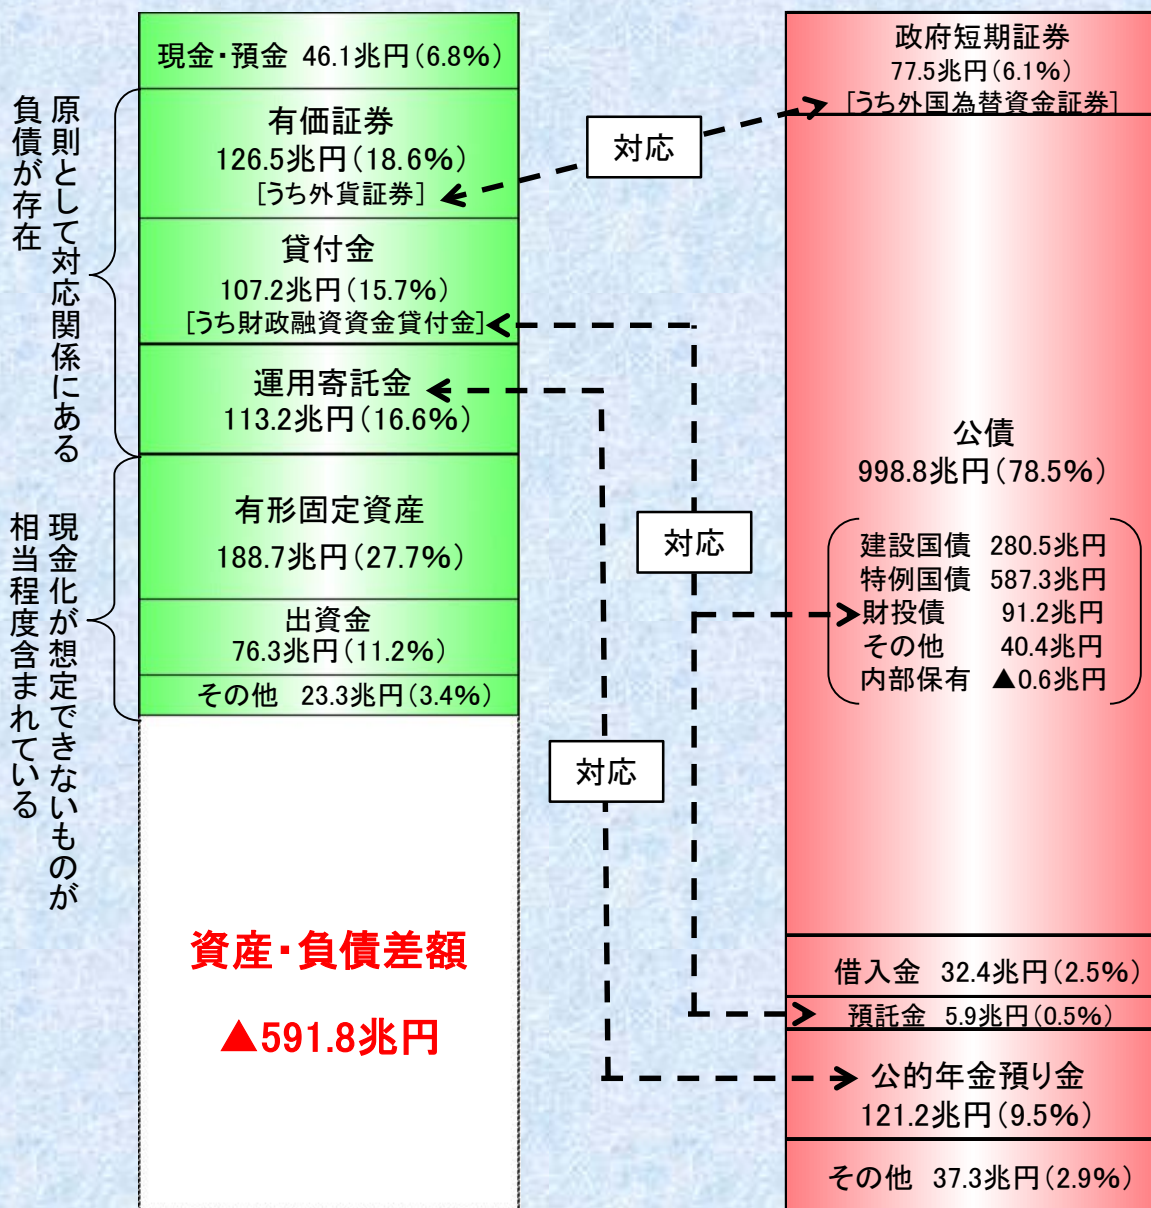 現金・預金 46.1兆円(6.8%)
有価証券
126.5兆円(18.6%)
[うち外貨証券]
貸付金
107.2兆円(15.7%)
[うち財政融資資金貸付金]
運用寄託金
113.2兆円(16.6%)
有形固定資産
188.7兆円(27.7%)
出資金
76.3兆円(11.2%)
その他 23.3兆円(3.4%)
資産・負債差額
▲591.8兆円
原則として対応関係にある
負債が存在
現金化が想定できないものが
相当程度含まれている
対応
対応
対応
政府短期証券
77.5兆円(6.1%)
[うち外国為替資金証券]
公債
998.8兆円(78.5%)
建設国債 280.5兆円
特例国債 587.3兆円
財投債 91.2兆円
その他 40.4兆円
内部保有 ▲0.6兆円
借入金 32.4兆円(2.5%)
預託金 5.9兆円(0.5%)
公的年金預り金
121.2兆円(9.5%)
その他 37.3兆円(2.9%)